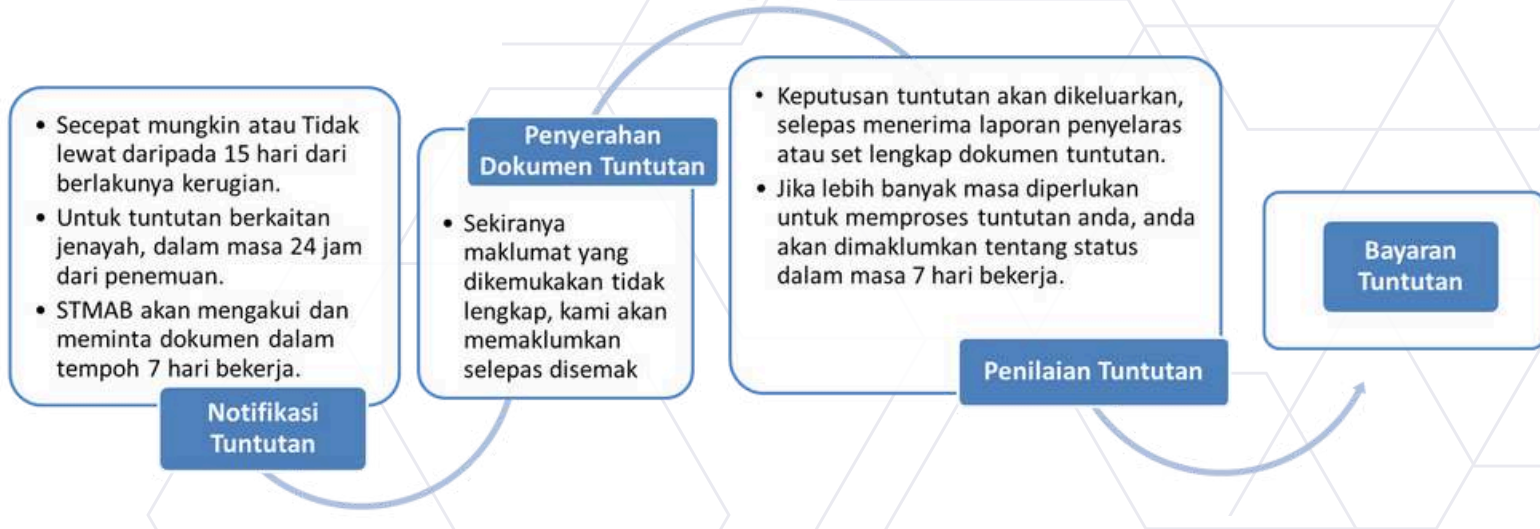 • Secepat mungkin atau Tidak
lewat daripada 15 hari dari
berlakunya kerugian.
• Untuk tuntutan berkaitan
jenayah, dalam masa 24 jam
dari penemuan.
• STMAB akan mengakui dan
meminta dokumen dalam
tempoh 7 hari bekerja.
Notifikasi
Tuntutan
Penyerahan
Dokumen Tuntutan
• Sekiranya
maklumat yang
dikemukakan tidak
lengkap, kami akan
memaklumkan
selepas disemak
• Keputusan tuntutan akan dikeluarkan,
selepas menerima laporan penyelaras
atau set lengkap dokumen tuntutan.
• Jika lebih banyak masa diperlukan
untuk memproses tuntutan anda, anda
akan dimaklumkan tentang status
dalam masa 7 hari bekerja.
Penilaian Tuntutan
Bayaran
Tuntutan